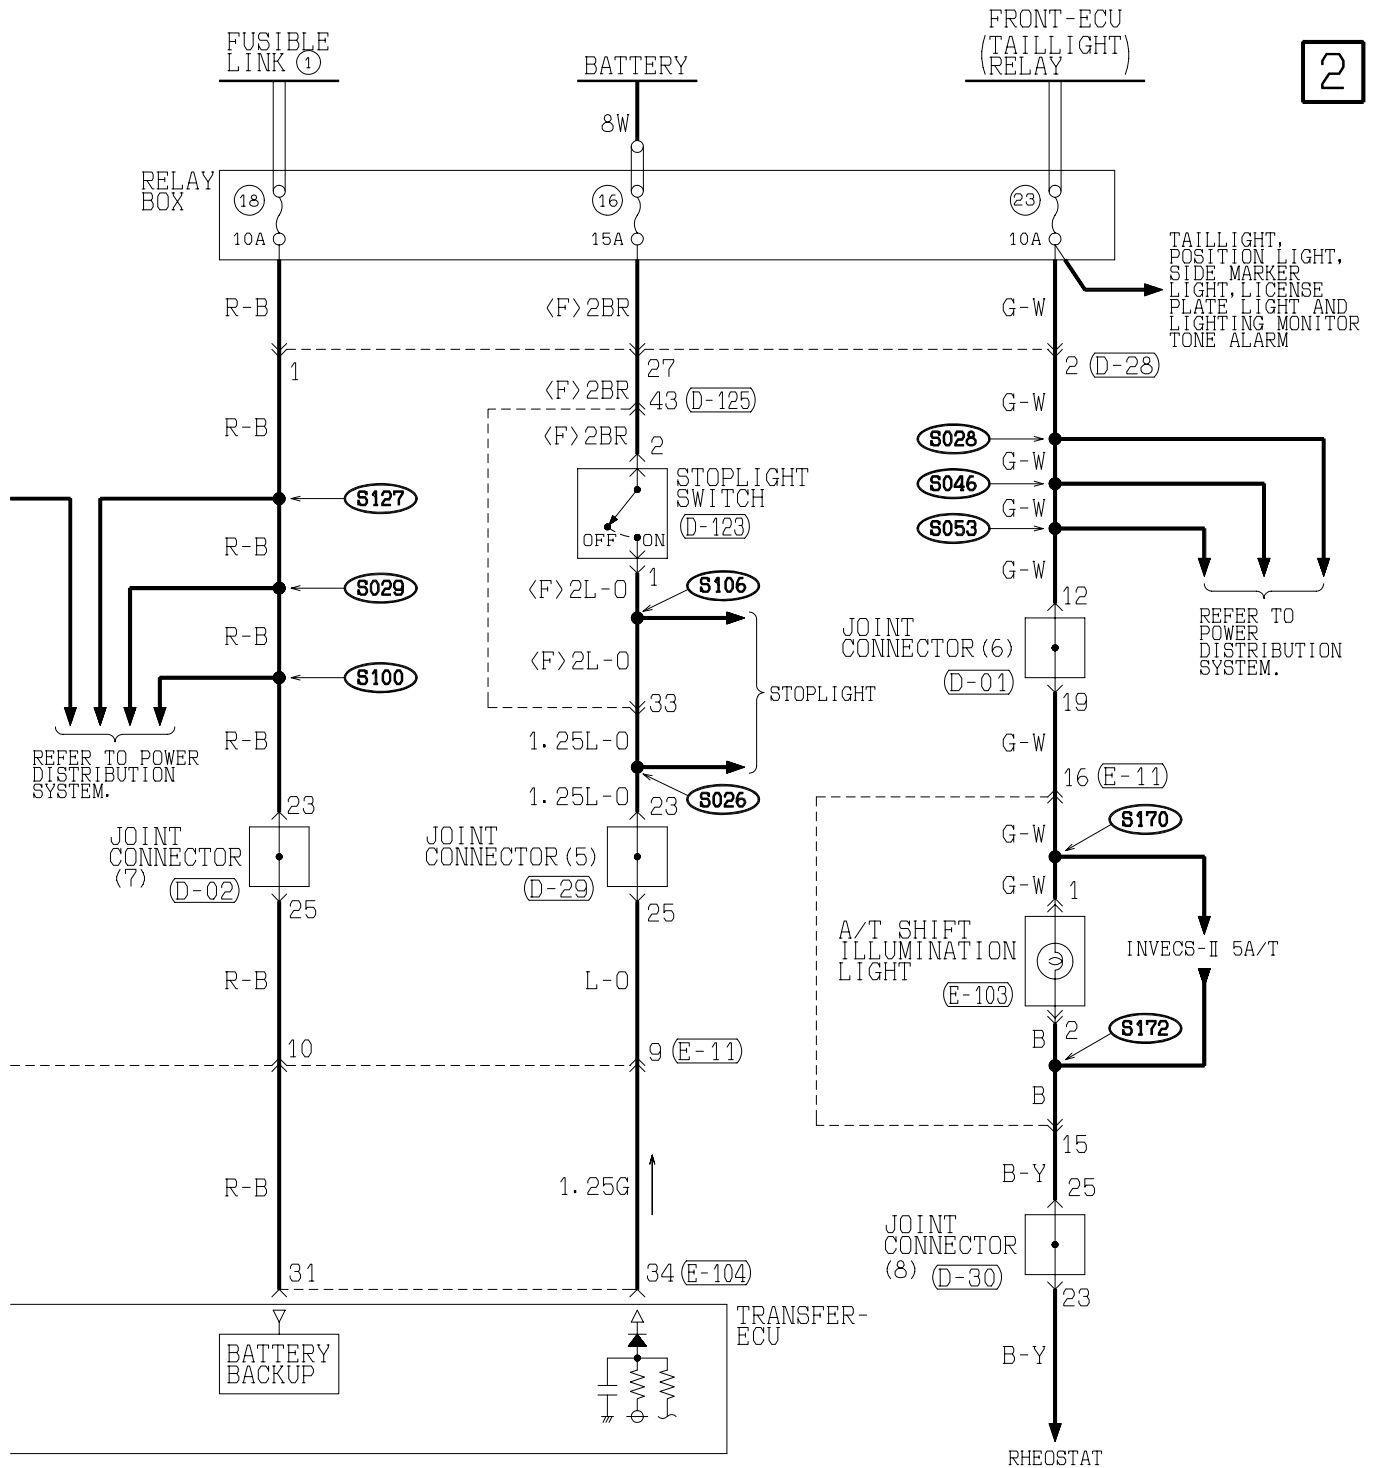 FUSIBLE
LINK 1
BATTERY
FRONT-ECU
(TAILLIGHT)
RELAY
2
8W
RELAY
BOX
18
10A
16
15A
23
10A
TAILLIGHT,
POSITION LIGHT,
SIDE MARKER
LIGHT, LICENSE
PLATE LIGHT AND
LIGHTING MONITOR
TONE ALARM
R-B
<F>2BR
G-W
1
27
2 (D-28)
<F>2BR
43 (D-125)
G-W
R-B
<F>2BR
2
S028
G-W
STOPLIGHT
SWITCH
(D-123)
OFF
ON
S127
S046
G-W
S053
R-B
G-W
1
S029
<F>2L-O
S106
12
REFER TO
POWER
DISTRIBUTION
SYSTEM.
R-B
<F>2L-O
JOINT
CONNECTOR (6)
(D-01)
S100
STOPLIGHT
33
19
R-B
1.25L-O
G-W
REFER TO POWER
DISTRIBUTION
SYSTEM.
16 (E-11)
1.25L-O
S026
23
23
S170
G-W
JOINT
CONNECTOR
(7)
(D-02)
JOINT
CONNECTOR (5)
(D-29)
G-W
1
25
25
A/T SHIFT
ILLUMINATION
LIGHT
(E-103)
INVECS-II 5A/T
R-B
L-O
2
S172
B
10
9 (E-11)
B
15
B-Y
25
R-B
1.25G
JOINT
CONNECTOR
(8)
(D-30)
31
34 (E-104)
23
TRANSFER-
ECU
BATTERY
BACKUP
B-Y
RHEOSTAT